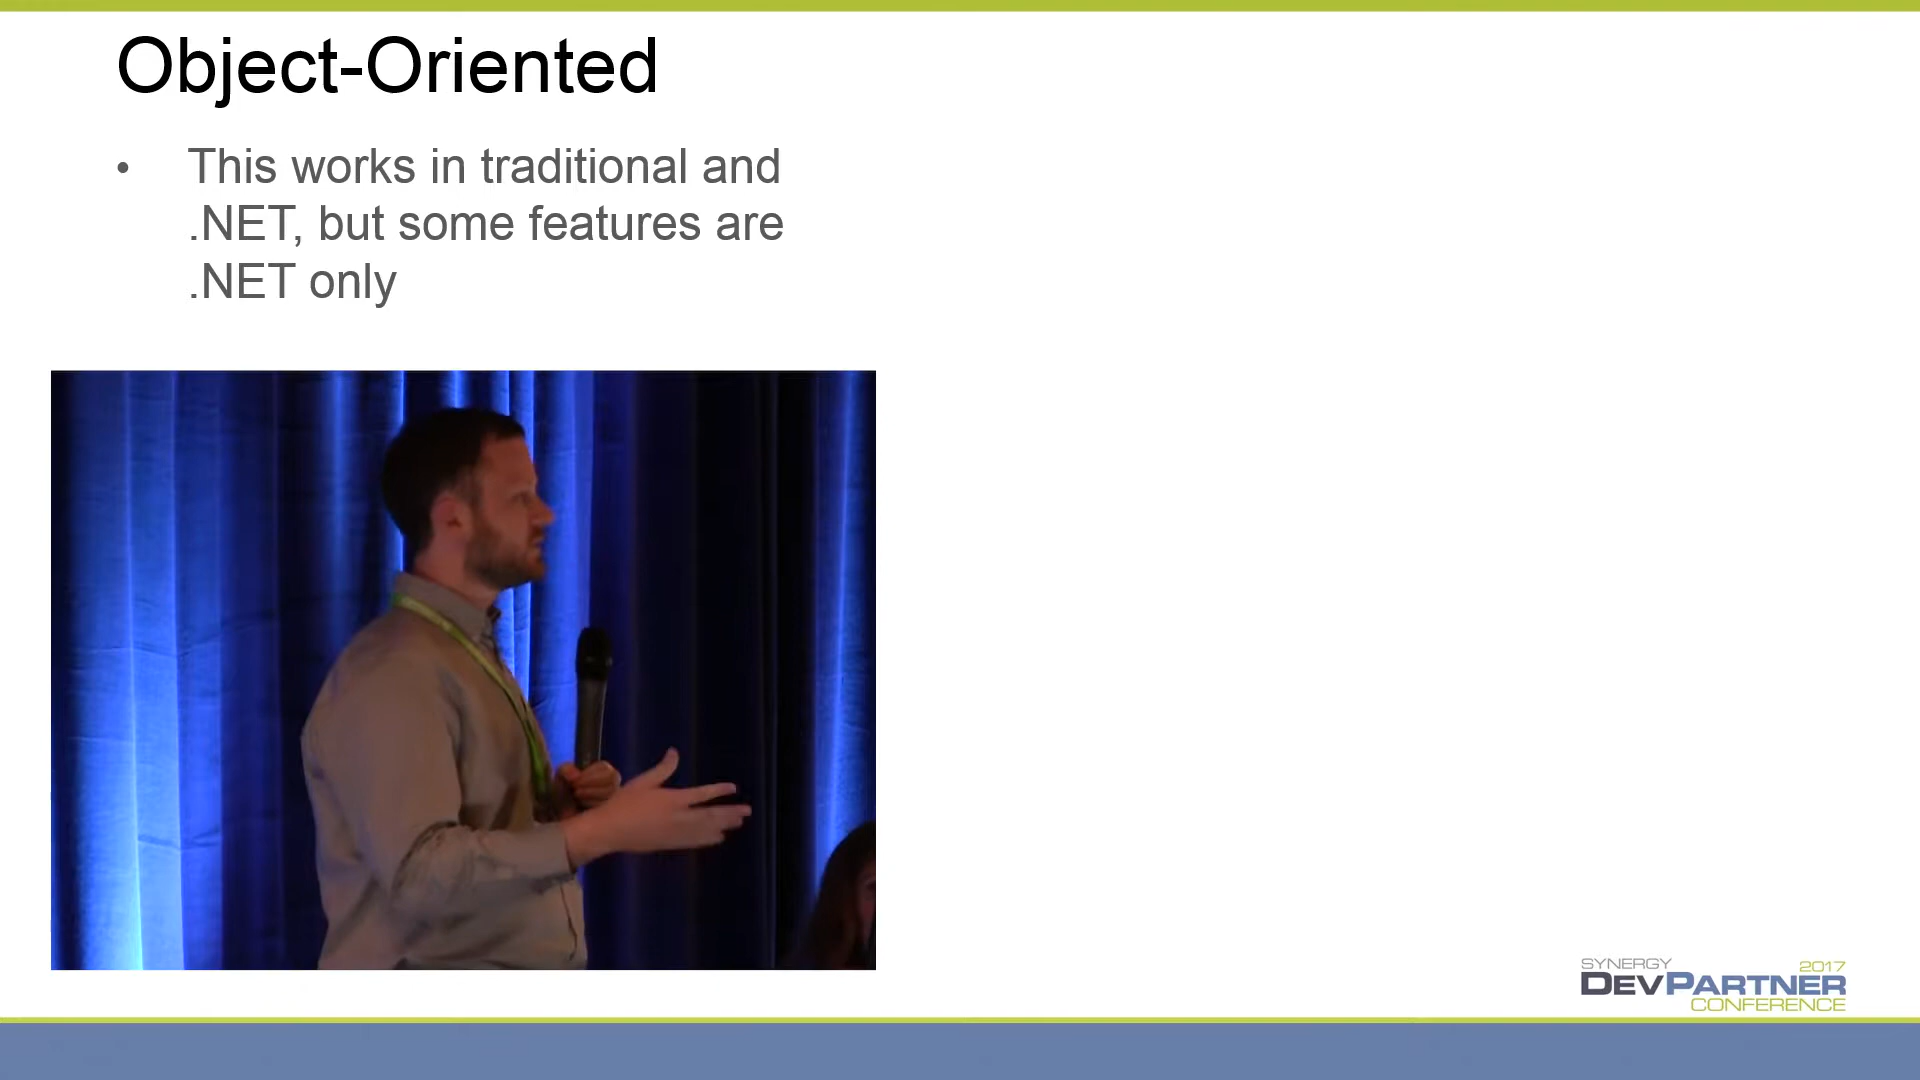 Object-Oriented
• This works in traditional and
.NET, but some features are
.NET only
SYNERGY 2017
DEVPARTNER
CONFERENCE